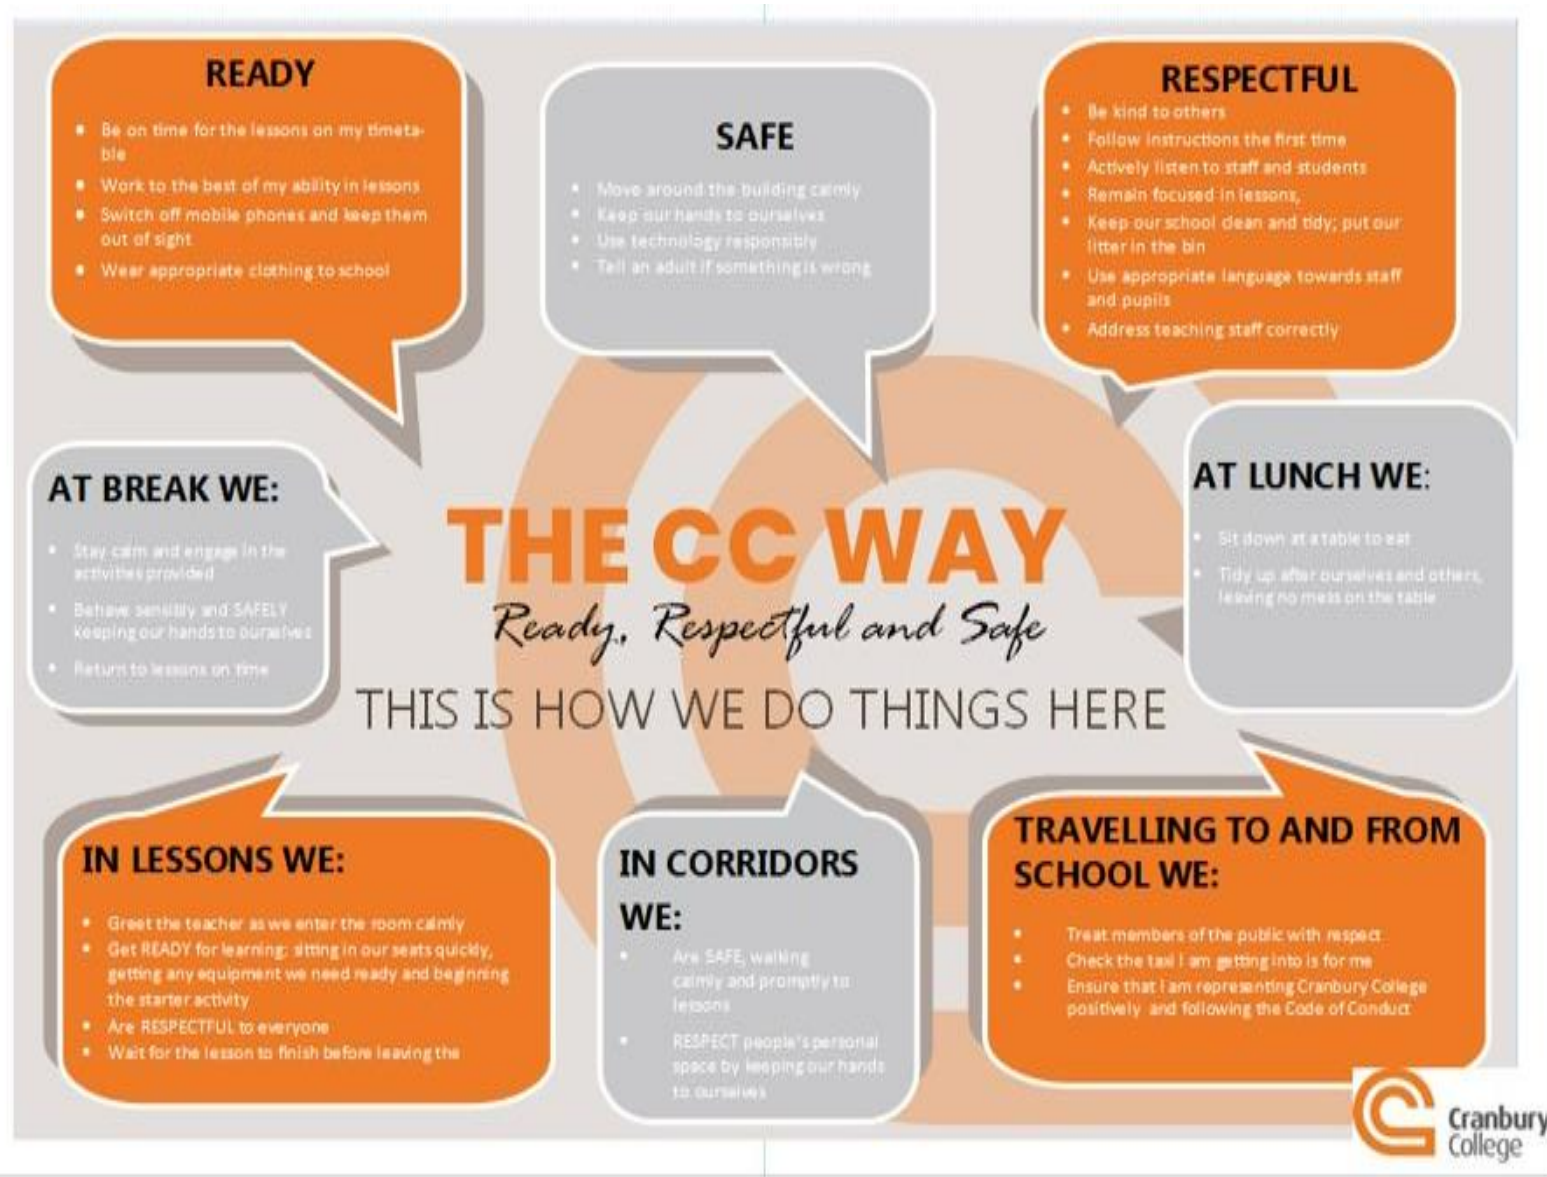 READY
• Be on time for the lessons on my timeta-
ble
• Work to the best of my ability in lessons
• Switch off mobile phones and keep them
out of sight
• Wear appropriate clothing to school
SAFE
• Move around the building calmly
• Keep our hands to ourselves
• Use technology responsibly
• Tell an adult if something is wrong
RESPECTFUL
• Be kind to others
• Follow instructions the first time
• Actively listen to staff and students
• Remain focused in lessons,
• Keep our school clean and tidy; put our
litter in the bin
• Use appropriate language towards staff
and pupils
• Address teaching staff correctly
AT BREAK WE:
• Stay calm and engage in the
activities provided
• Behave sensibly and SAFELY
keeping our hands to ourselves
• Return to lessons on time
THE CC WAY
Ready, Respectful and Safe
THIS IS HOW WE DO THINGS HERE
AT LUNCH WE:
• Sit down at a table to eat
• Tidy up after ourselves and others,
leaving no mess on the table
IN LESSONS WE:
• Greet the teacher as we enter the room calmly
• Get READY for learning: sitting in our seats quickly,
getting any equipment we need ready and beginning
the starter activity
• Are RESPECTFUL to everyone
• Wait for the lesson to finish before leaving the
IN CORRIDORS
WE:
• Are SAFE, walking
calmly and promptly to
lessons
• RESPECT people's personal
space by keeping our hands
to ourselves
TRAVELLING TO AND FROM
SCHOOL WE:
• Treat members of the public with respect
• Check the taxi I am getting into is for me
• Ensure that I am representing Cranbury College
positively and following the Code of Conduct
Cranbury
College